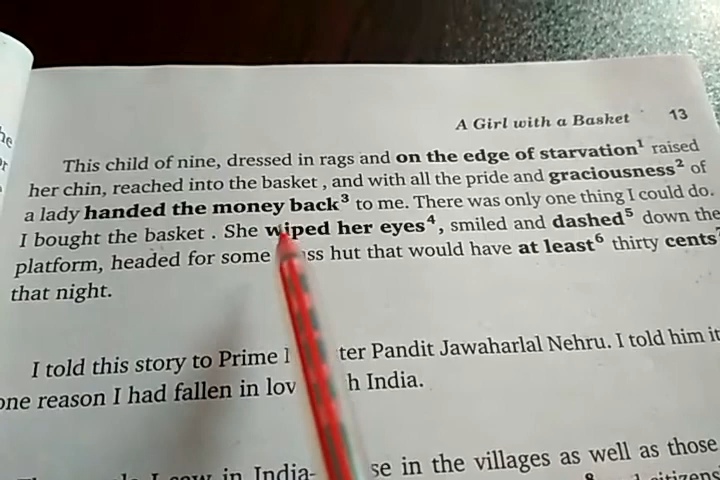 A Girl with a Basket 13
This child of nine, dressed in rags and on the edge of starvation¹ raised
her chin, reached into the basket , and with all the pride and graciousness² of
a lady handed the money back³ to me. There was only one thing I could do.
I bought the basket . She wiped her eyes⁴, smiled and dashed⁵ down the
platform, headed for some ss hut that would have at least⁶ thirty cents⁷
that night.
I told this story to Prime ter Pandit Jawaharlal Nehru. I told him it
one reason I had fallen in lov h India.
I saw in India- se in the villages as well as those
citizens